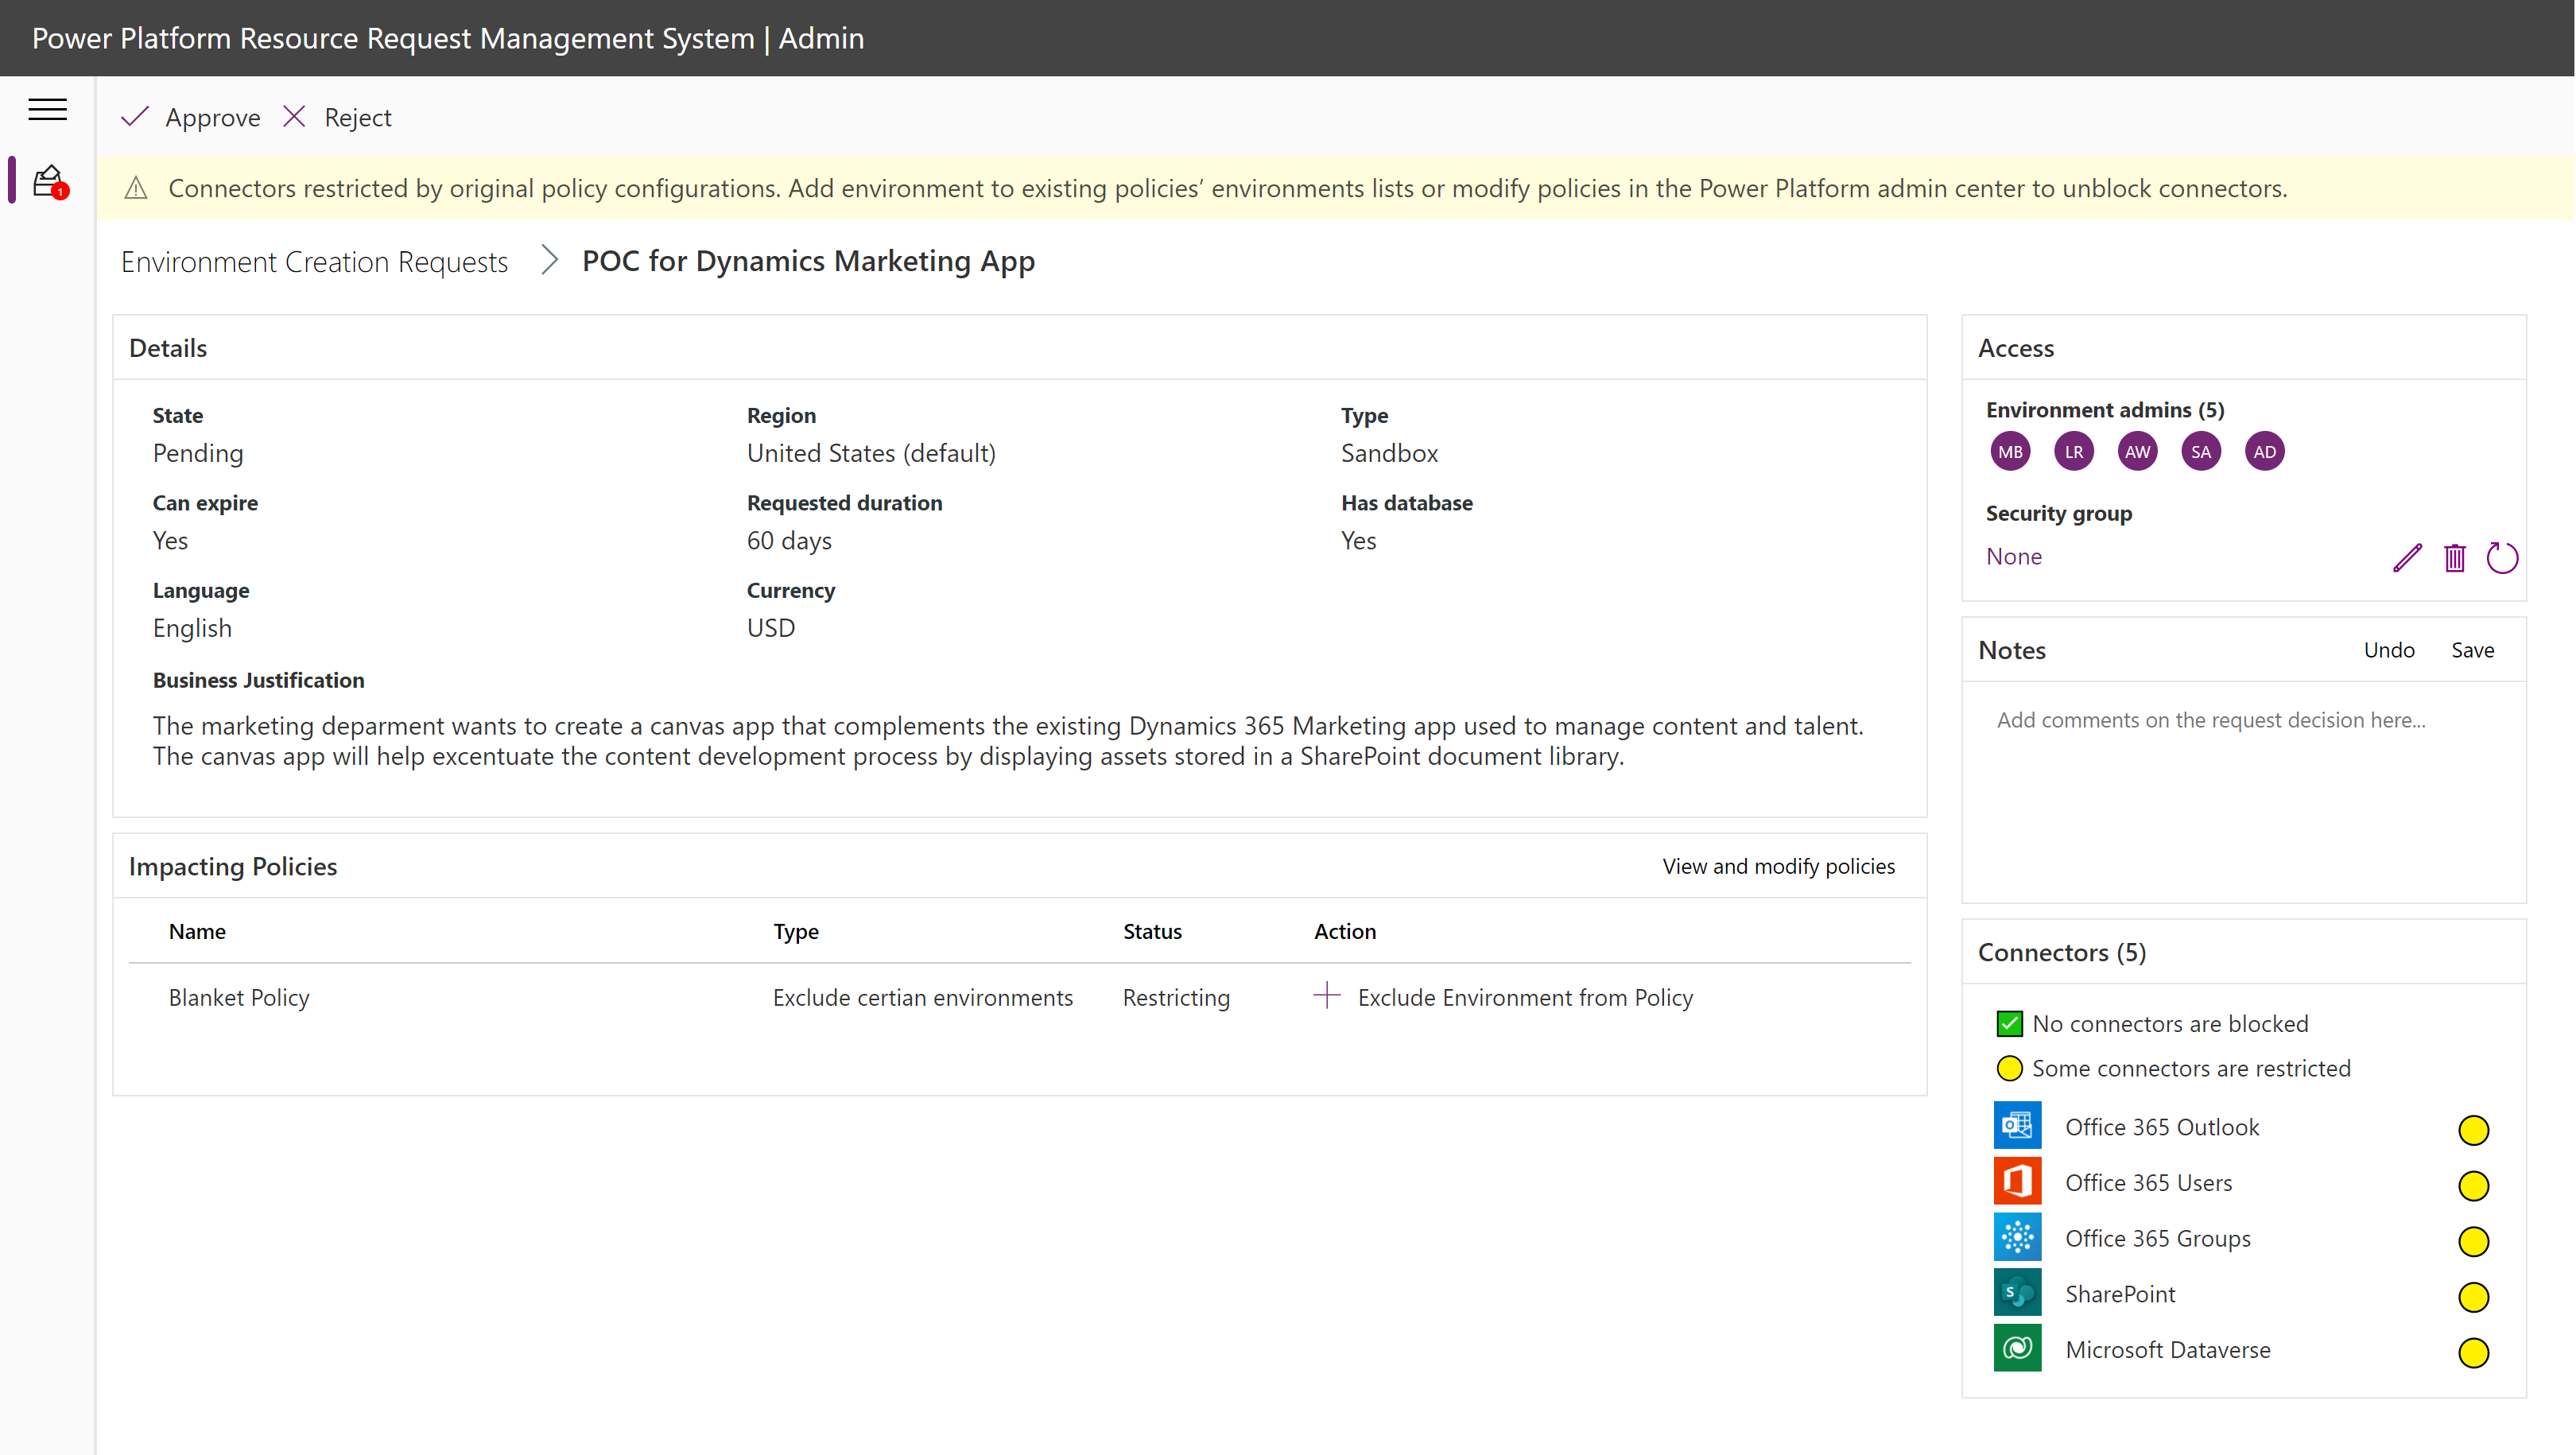 Power Platform Resource Request Management System | Admin
Approve
Reject
1
Connectors restricted by original policy configurations. Add environment to existing policies’ environments lists or modify policies in the Power Platform admin center to unblock connectors.
Environment Creation Requests
POC for Dynamics Marketing App
Details
State
Region
Type
Pending
United States (default)
Sandbox
Can expire
Requested duration
Has database
Yes
60 days
Yes
Language
Currency
English
USD
Business Justification
The marketing deparment wants to create a canvas app that complements the existing Dynamics 365 Marketing app used to manage content and talent.
The canvas app will help excentuate the content development process by displaying assets stored in a SharePoint document library.
Impacting Policies
View and modify policies
Name
Type
Status
Action
Blanket Policy
Exclude certian environments
Restricting
Exclude Environment from Policy
Access
Environment admins (5)
MB
LR
AW
SA
AD
Security group
None
Notes
Undo
Save
Add comments on the request decision here...
Connectors (5)
No connectors are blocked
Some connectors are restricted
Office 365 Outlook
Office 365 Users
Office 365 Groups
SharePoint
Microsoft Dataverse